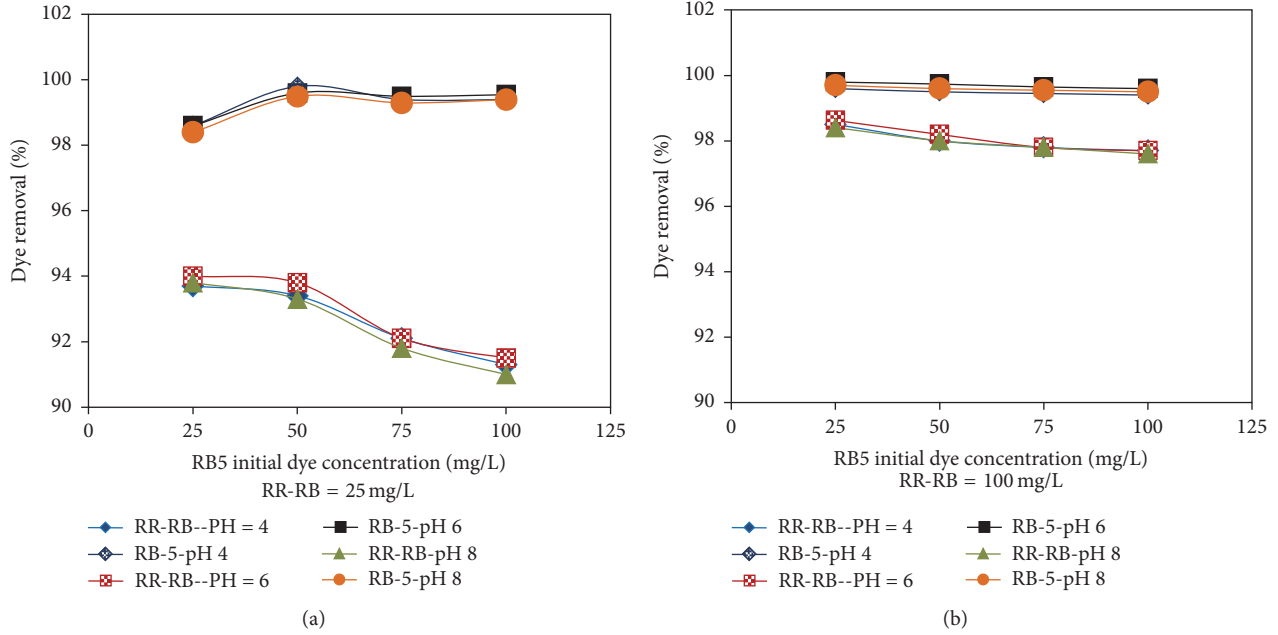 102
100
98
96
94
92
90
Dye removal (%)
0 25 50 75 100 125
RB5 initial dye concentration (mg/L)
RR-RB = 25 mg/L
RR-RB--PH = 4
RB-5-pH 4
RR-RB--PH = 6
RB-5-pH 6
RR-RB-pH 8
RB-5-pH 8
(a)
102
100
98
96
94
92
90
Dye removal (%)
0 25 50 75 100 125
RB5 initial dye concentration (mg/L)
RR-RB = 100 mg/L
RR-RB--PH = 4
RB-5-pH 4
RR-RB--PH = 6
RB-5-pH 6
RR-RB-pH 8
RB-5-pH 8
(b)